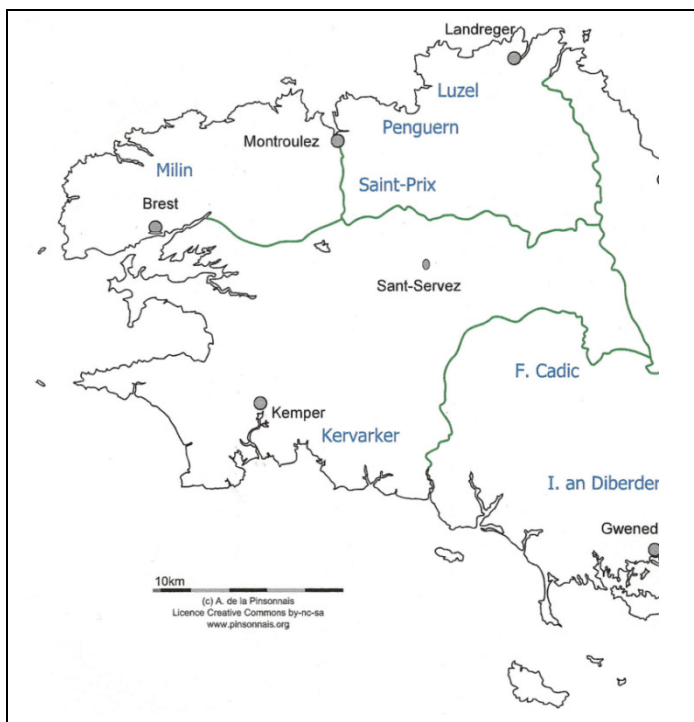 Landreger
Luzel
Penguern
Montroulez
Milin
Saint-Prix
Brest
Sant-Servez
F. Cadic
Kemper
Kervarker
I. an Diberder
Gwened
10km
(c) A. de la Pinsonnais
Licence Creative Commons by-nc-sa
www.pinsonnais.org